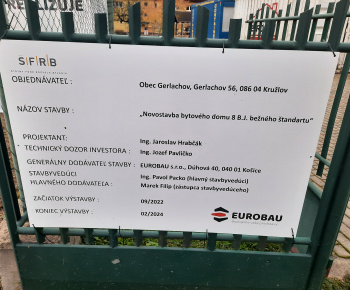 REALIZUJE
SFRB
OBJEDNÁVATEĽ : Obec Gerlachov, Gerlachov 56, 086 04 Kružlov
NÁZOV STAVBY : „Novostavba bytového domu 8 B.J. bežného štandartu“
PROJEKTANT: Ing. Jaroslav Hrabčák
TECHNICKÝ DOZOR INVESTORA : Ing. Jozef Pavličko
GENERÁLNY DODÁVATEĽ STAVBY : EUROBAU s.r.o., Dúhová 40, 040 01 Košice
STAVBYVEDÚCI Ing. Pavol Packo (hlavný stavbyvedúci)
HLAVNÉHO DODÁVATEĽA : Marek Filip (zástupca stavbyvedúceho)
ZAČIATOK VÝSTAVBY : 09/2022
KONIEC VÝSTAVBY : 02/2024
EUROBAU